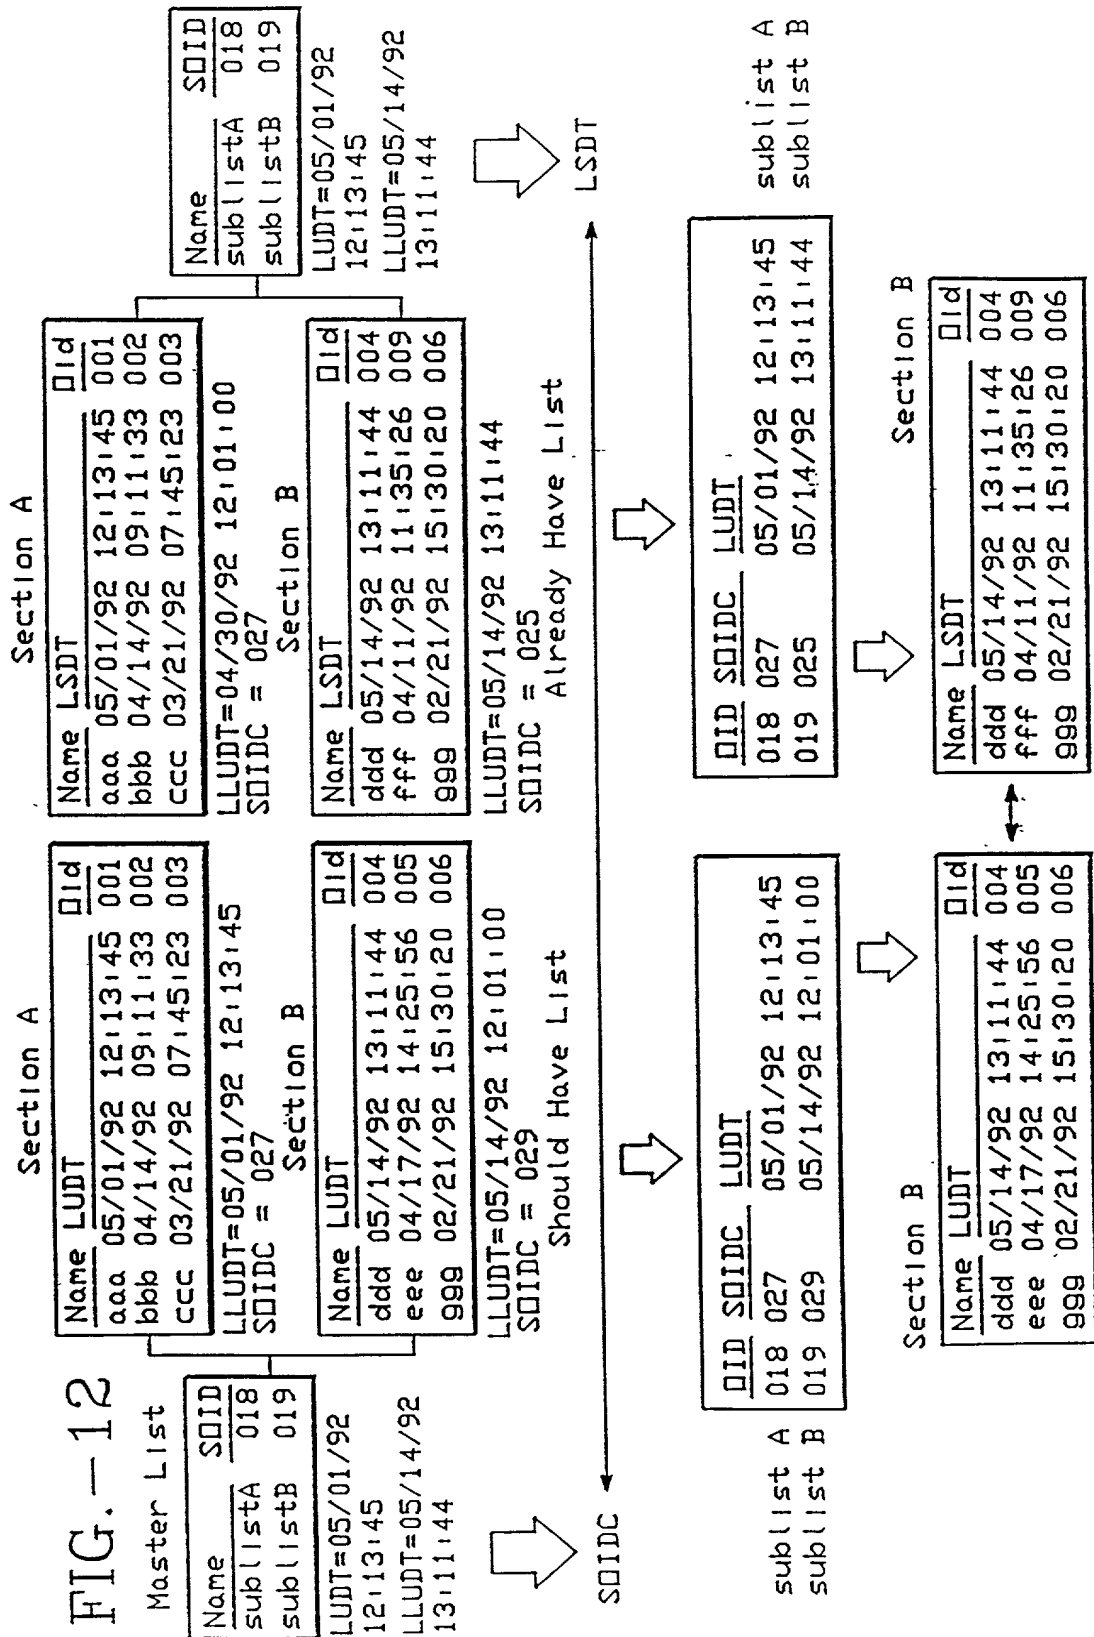 FIG.-12
Master List
Name SOID
sublistA 018
sublistB 019
LUDT=05/01/92
12:13:45
LLUDT=05/14/92
13:11:44
SOIDC
Section A
Name LUDT Oid
aaa 05/01/92 12:13:45 001
bbb 04/14/92 09:11:33 002
ccc 03/21/92 07:45:23 003
LLUDT=05/01/92 12:13:45
SOIDC = 027
Section B
Name LUDT Oid
ddd 05/14/92 13:11:44 004
eee 04/17/92 14:25:56 005
ggg 02/21/92 15:30:20 006
LLUDT=05/14/92 12:01:00
SOIDC = 029
Should Have List
Section A
Name LSDT Oid
aaa 05/01/92 12:13:45 001
bbb 04/14/92 09:11:33 002
ccc 03/21/92 07:45:23 003
LLUDT=04/30/92 12:01:00
SOIDC = 027
Section B
Name LSDT Oid
ddd 05/14/92 13:11:44 004
fff 04/11/92 11:35:26 009
ggg 02/21/92 15:30:20 006
LLUDT=05/14/92 13:11:44
SOIDC = 025
Already Have List
Name SOID
sublistA 018
sublistB 019
LUDT=05/01/92
12:13:45
LLUDT=05/14/92
13:11:44
LSDT
OID SOIDC LUDT
sublist A 018 027 05/01/92 12:13:45
sublist B 019 029 05/14/92 12:01:00
OID SOIDC LUDT
018 027 05/01/92 12:13:45 sublist A
019 025 05/14/92 13:11:44 sublist B
Section B
Name LUDT Oid
ddd 05/14/92 13:11:44 004
eee 04/17/92 14:25:56 005
ggg 02/21/92 15:30:20 006
Section B
Name LSDT Oid
ddd 05/14/92 13:11:44 004
fff 04/11/92 11:35:26 009
ggg 02/21/92 15:30:20 006